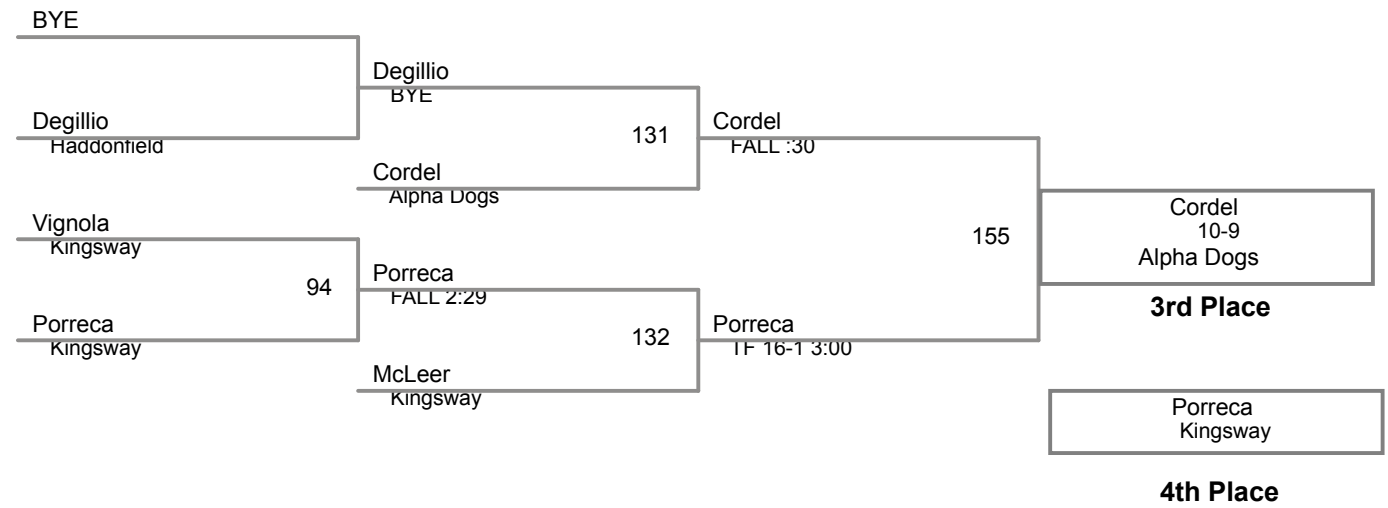 BYE
Degillio
BYE
Degillio
Haddonfield
131
Cordel
FALL :30
Cordel
Alpha Dogs
Vignola
Kingsway
94
Porreca
FALL 2:29
Porreca
Kingsway
132
Porreca
TF 16-1 3:00
McLeer
Kingsway
155
Cordel
10-9
Alpha Dogs
3rd Place
Porreca
Kingsway
4th Place